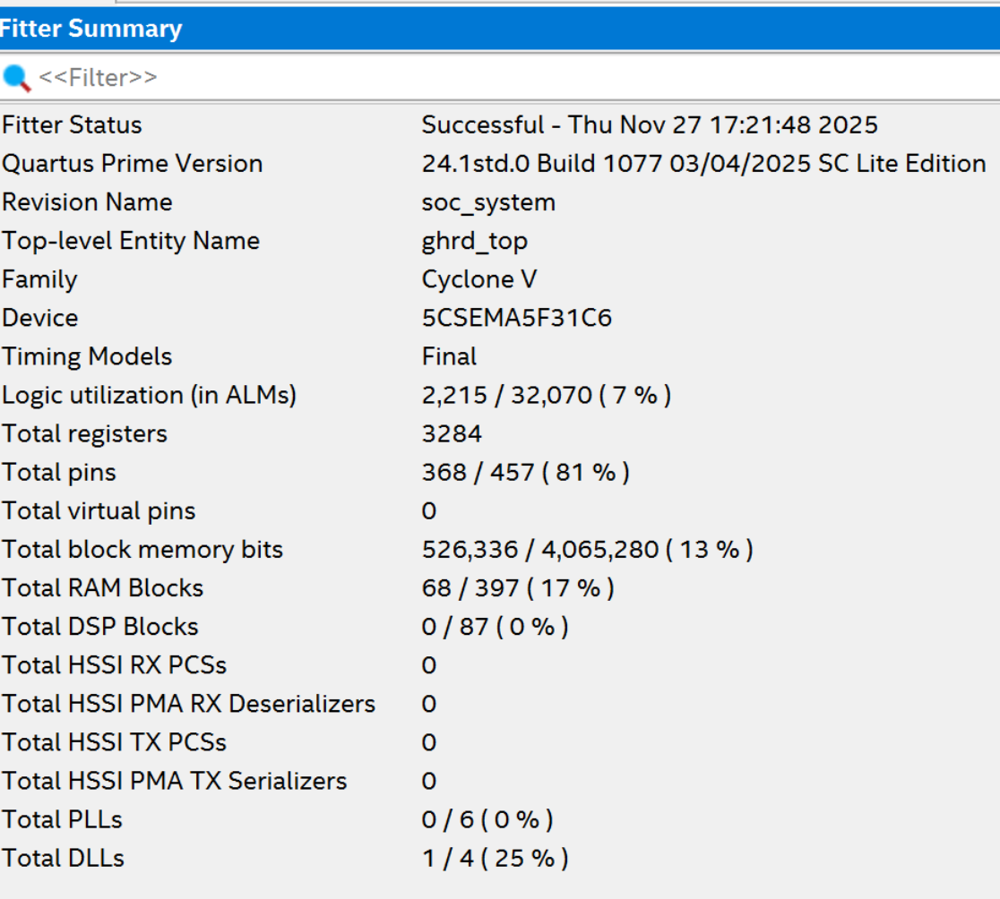 Fitter Summary
<<Filter>>
Fitter Status Successful - Thu Nov 27 17:21:48 2025
Quartus Prime Version 24.1std.0 Build 1077 03/04/2025 SC Lite Edition
Revision Name soc_system
Top-level Entity Name ghrd_top
Family Cyclone V
Device 5CSEMA5F31C6
Timing Models Final
Logic utilization (in ALMs) 2,215 / 32,070 ( 7 % )
Total registers 3284
Total pins 368 / 457 ( 81 % )
Total virtual pins 0
Total block memory bits 526,336 / 4,065,280 ( 13 % )
Total RAM Blocks 68 / 397 ( 17 % )
Total DSP Blocks 0 / 87 ( 0 % )
Total HSSI RX PCSs 0
Total HSSI PMA RX Deserializers 0
Total HSSI TX PCSs 0
Total HSSI PMA TX Serializers 0
Total PLLs 0 / 6 ( 0 % )
Total DLLs 1 / 4 ( 25 % )